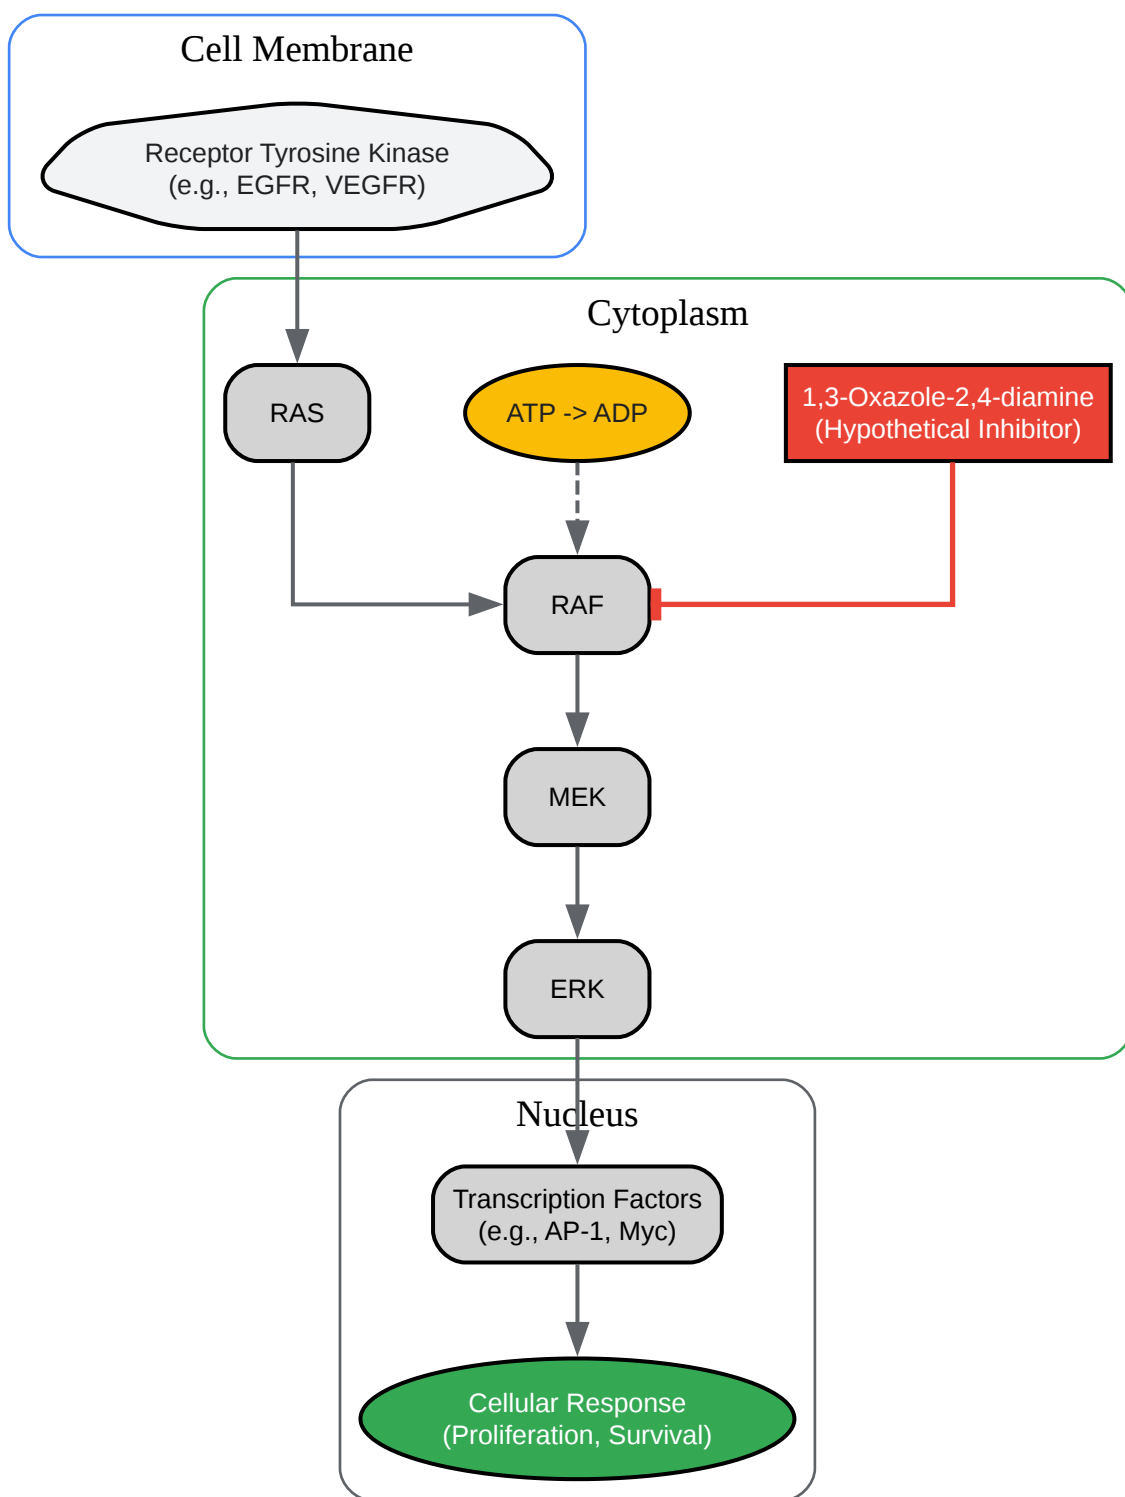 Cell Membrane
Receptor Tyrosine Kinase
(e.g., EGFR, VEGFR)
Cytoplasm
RAS
ATP -> ADP
1,3-Oxazole-2,4-diamine
(Hypothetical Inhibitor)
RAF
MEK
ERK
Nucleus
Transcription Factors
(e.g., AP-1, Myc)
Cellular Response
(Proliferation, Survival)